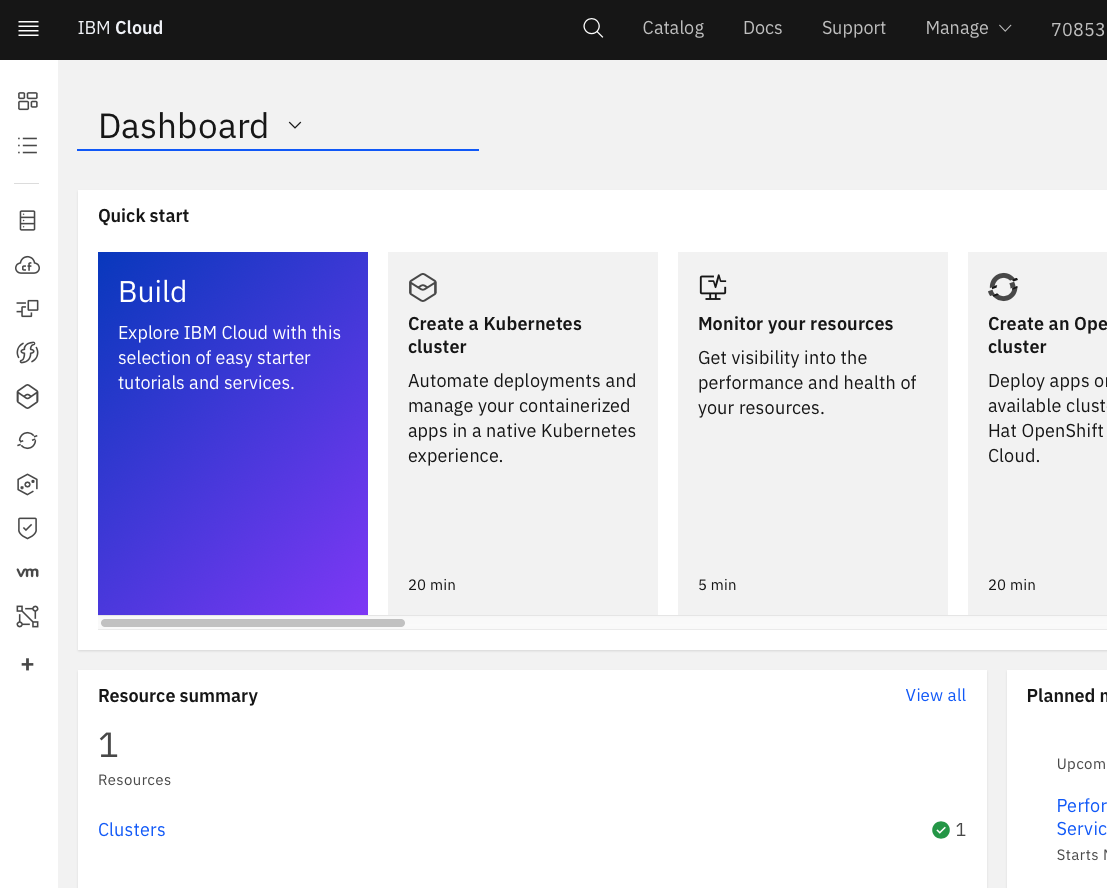 IBM Cloud
Catalog
Docs
Support
Manage
70853
Dashboard
Quick start
Build
Explore IBM Cloud with this
selection of easy starter
tutorials and services.
Create a Kubernetes
cluster
Automate deployments and
manage your containerized
apps in a native Kubernetes
experience.
20 min
Monitor your resources
Get visibility into the
performance and health of
your resources.
5 min
Create an Ope
cluster
Deploy apps
available clust
Hat OpenShift
Cloud.
20 min
cf
vm
Resource summary
View all
1
Resources
Clusters
1
Planned
Upcom
Perfor
Servic
Starts